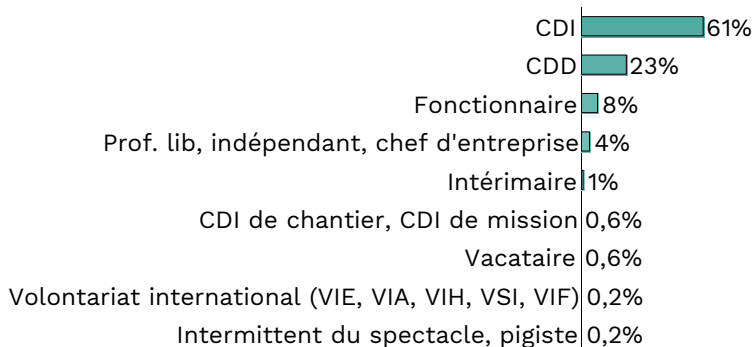 CDI 61%
CDD 23%
Fonctionnaire 8%
Prof. lib, indépendant, chef d'entreprise 4%
Intérimaire 1%
CDI de chantier, CDI de mission 0,6%
Vacataire 0,6%
Volontariat international (VIE, VIA, VIH, VSI, VIF) 0,2%
Intermittent du spectacle, pigiste 0,2%